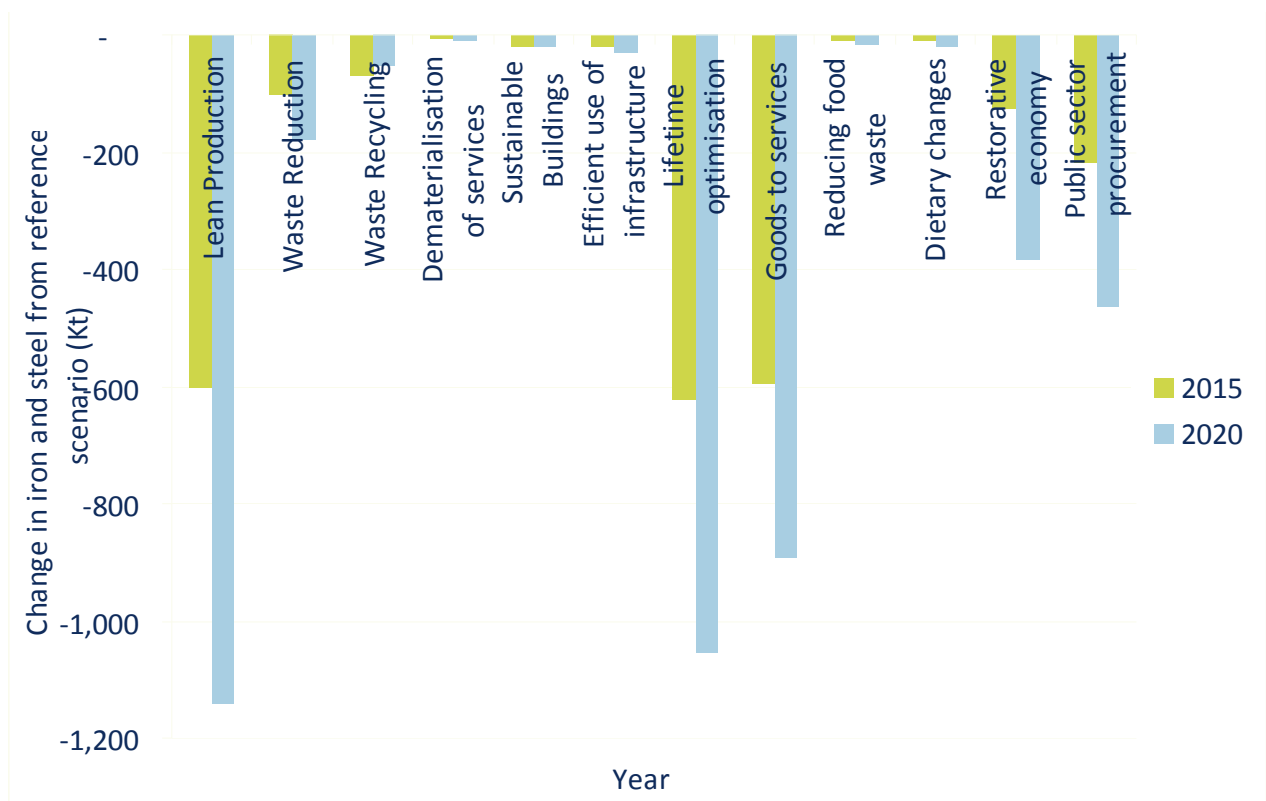 Change in iron and steel from reference
scenario (Kt)
-
-200
-400
-600
-800
-1,000
-1,200
Lean Production
Waste Reduction
Waste Recycling
Dematerialisation
of services
Sustainable
Buildings
Efficient use of
infrastructure
Lifetime
optimisation
Goods to services
Reducing food
waste
Dietary changes
Restorative
economy
Public sector
procurement
2015
2020
Year